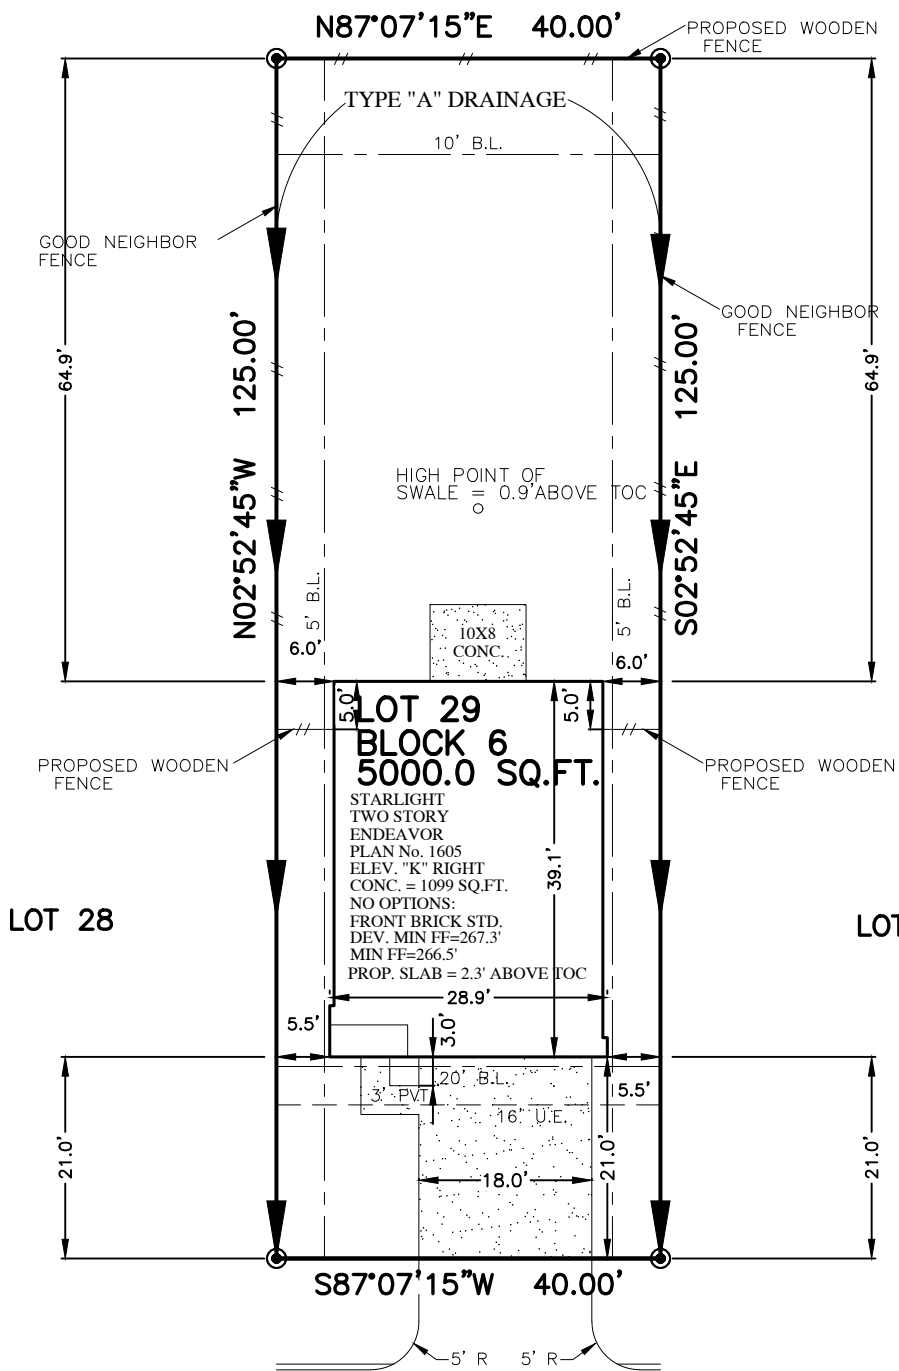 N87°07'15"E 40.00'
PROPOSED WOODEN
FENCE
TYPE "A" DRAINAGE
10' B.L.
GOOD NEIGHBOR
FENCE
GOOD NEIGHBOR
FENCE
64.9'
N02°52'45"W 125.00'
S02°52'45"E 125.00'
64.9'
HIGH POINT OF
SWALE = 0.9'ABOVE TOC
5' B.L.
5' B.L.
10X8
CONC.
6.0'
6.0'
5.0'
5.0'
LOT 29
BLOCK 6
5000.0 SQ.FT.
PROPOSED WOODEN
FENCE
PROPOSED WOODEN
FENCE
STARLIGHT
TWO STORY
ENDEAVOR
PLAN No. 1605
ELEV. "K" RIGHT
CONC. = 1099 SQ.FT.
NO OPTIONS:
FRONT BRICK STD.
DEV. MIN FF=267.3'
MIN FF=266.5'
PROP. SLAB = 2.3' ABOVE TOC
39.1'
LOT 28
LOT
28.9'
5.5'
3.0'
20' B.L.
3' PVT
5.5'
16' U.E.
21.0'
18.0'
21.0'
21.0'
S87°07'15"W 40.00'
5' R
5' R